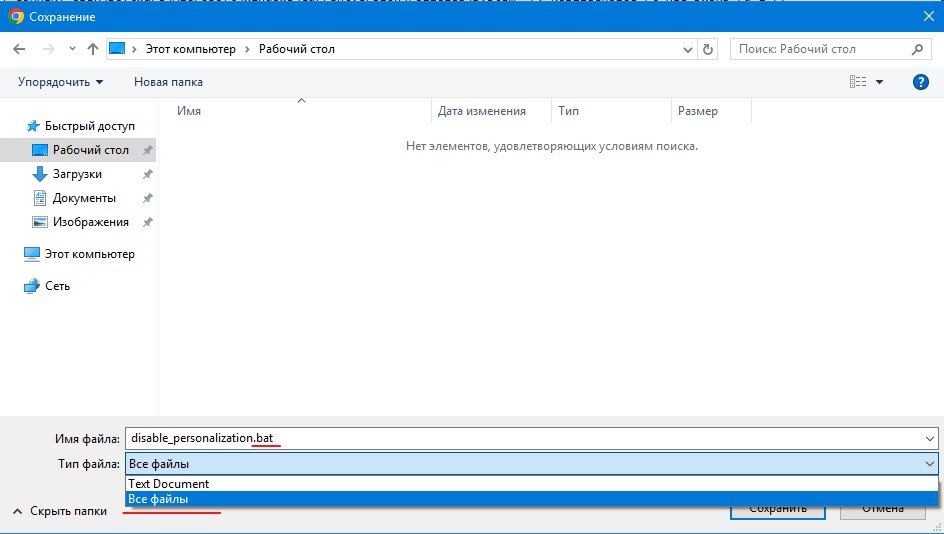 Сохранение
Этот компьютер
Рабочий стол
Поиск: Рабочий стол
Упорядочить
Новая папка
?
Имя
Дата изменения
Тип
Размер
Нет элементов, удовлетворяющих условиям поиска.
Быстрый доступ
Рабочий стол
Загрузки
Документы
Изображения
Этот компьютер
Сеть
Имя файла: disable_personalization.bat
Тип файла: Все файлы
Text Document
Все файлы
Скрыть папки
Сохранить
Отмена